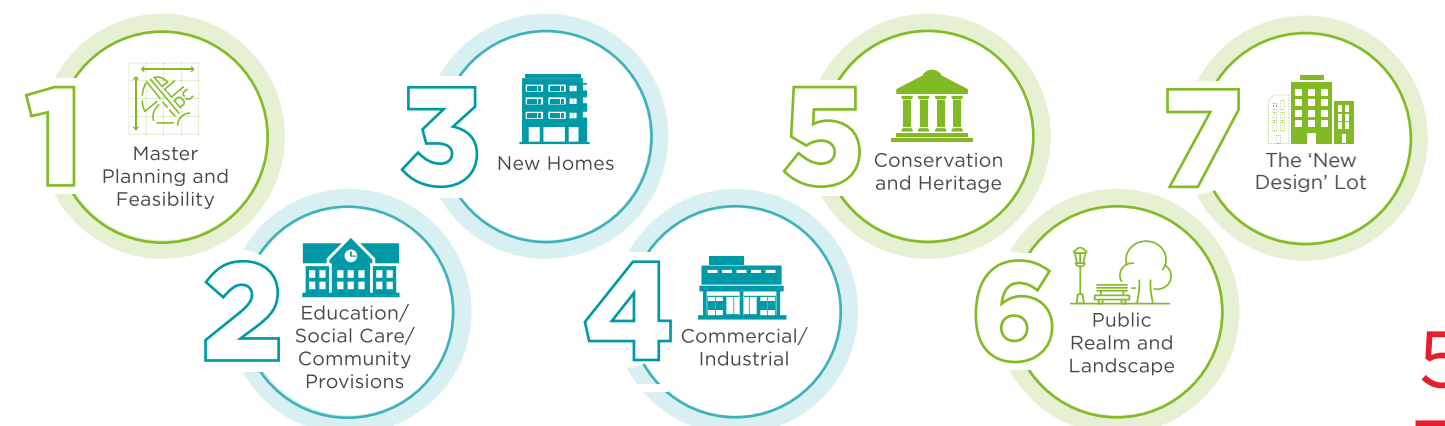 1
Master
Planning and
Feasibility
2
Education/
Social Care/
Community
Provisions
3
New Homes
4
Commercial/
Industrial
5
Conservation
and Heritage
6
Public
Realm and
Landscape
7
The ‘New
Design’ Lot
5